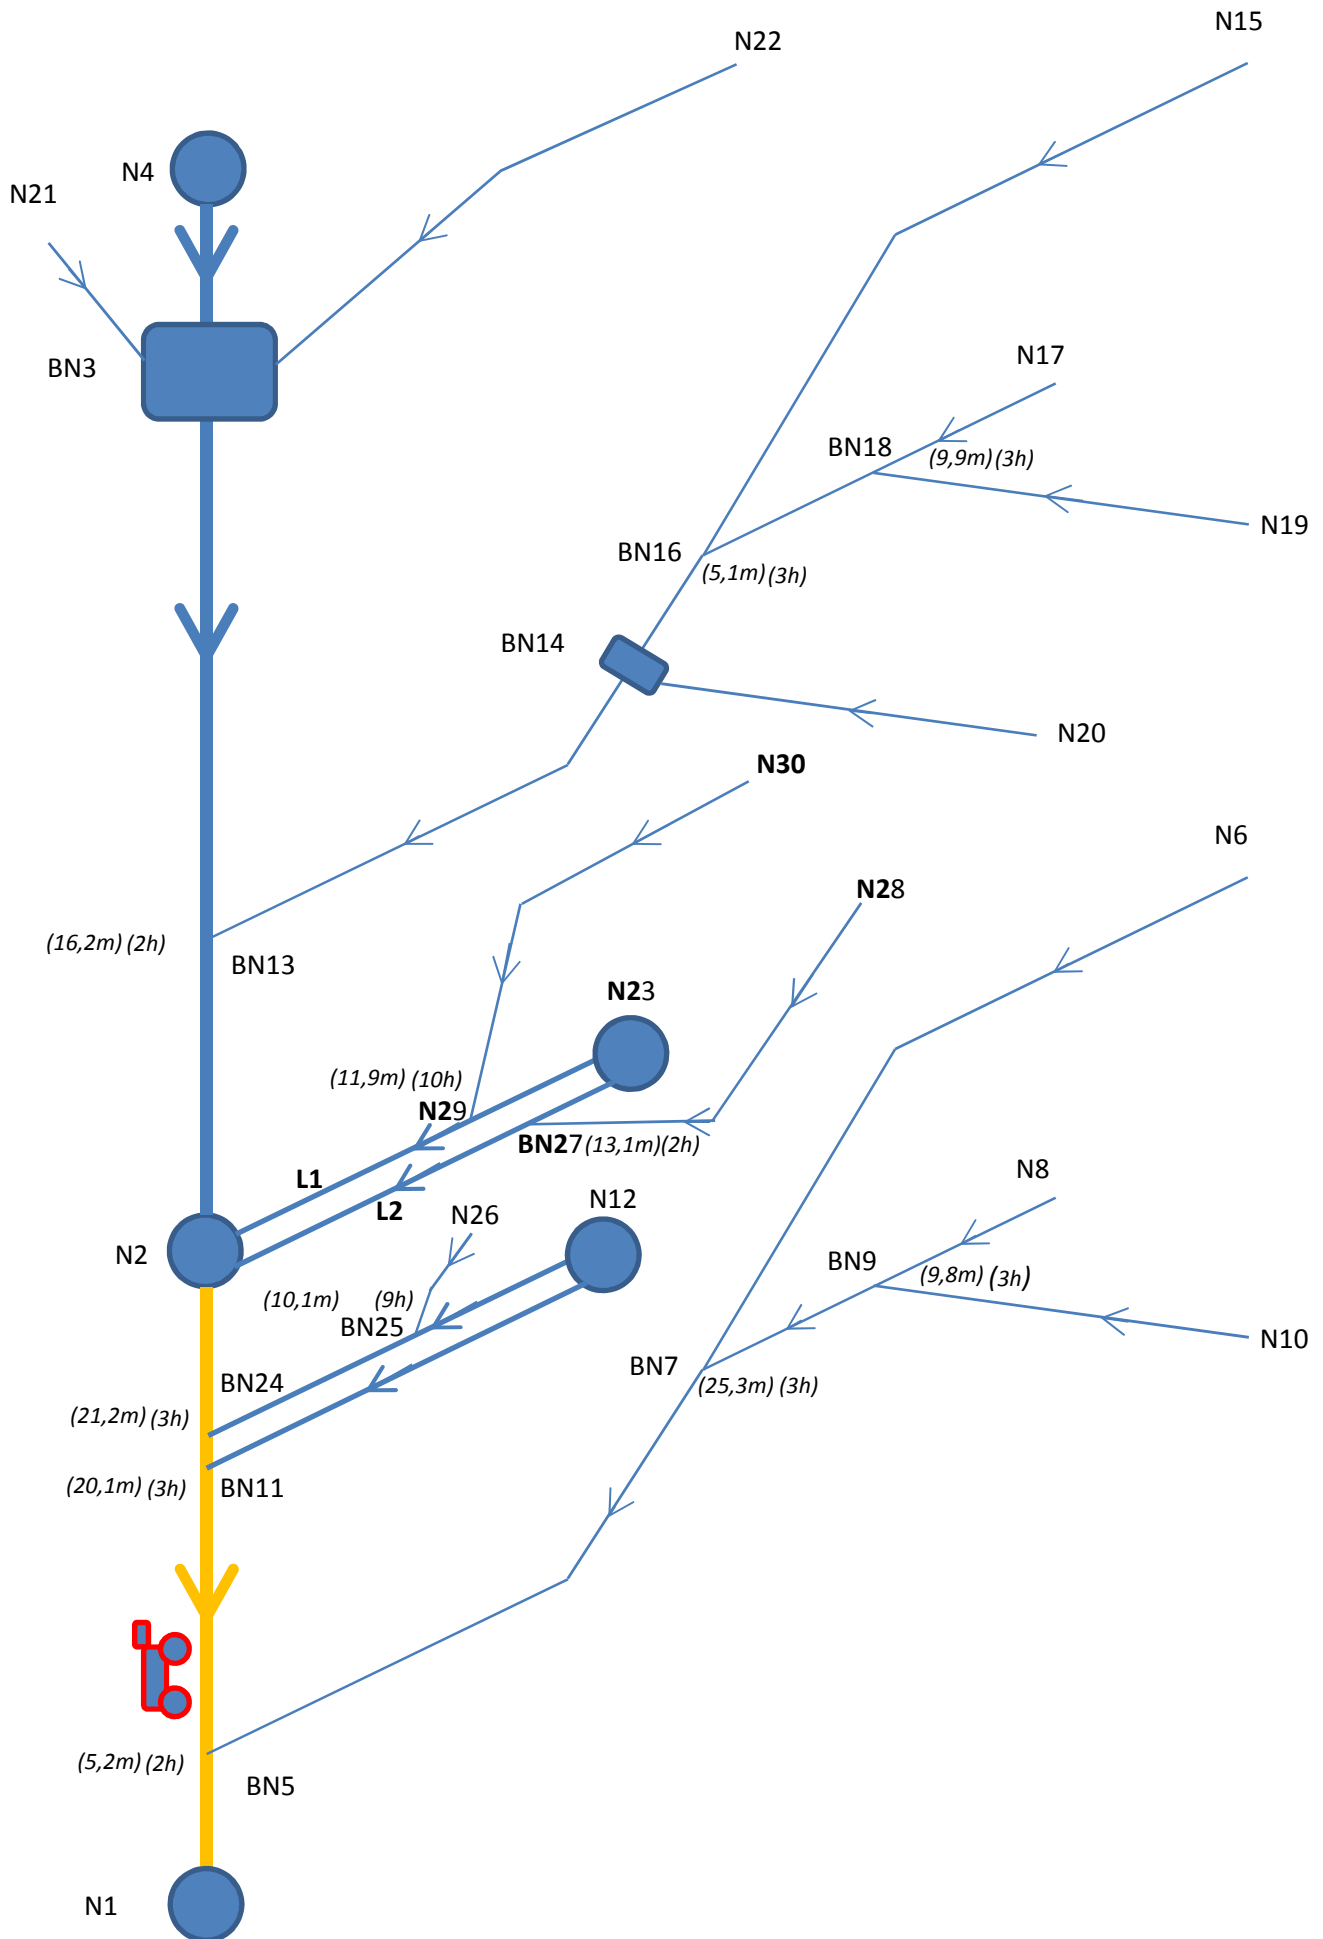 N15
N22
N4
N21
BN3
N17
BN18
(9,9m) (3h)
N19
BN16
(5,1m) (3h)
BN14
N20
N30
N6
N28
(16,2m) (2h)
BN13
N23
(11,9m) (10h)
N29
BN27(13,1m)(2h)
L1
L2
N12
N26
N8
N2
BN9
(9,8m) (3h)
(10,1m) (9h)
BN25
N10
BN7
(25,3m) (3h)
BN24
(21,2m) (3h)
(20,1m) (3h)
BN11
(5,2m) (2h)
BN5
N1